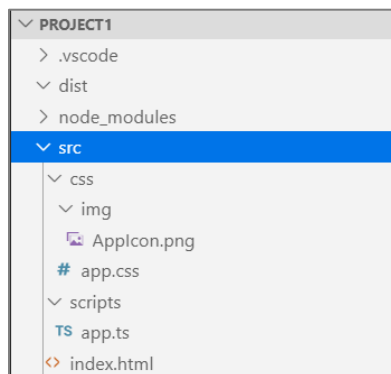 PROJECT1
.vscode
dist
node_modules
src
css
img
AppIcon.png
# app.css
scripts
TS app.ts
<> index.html